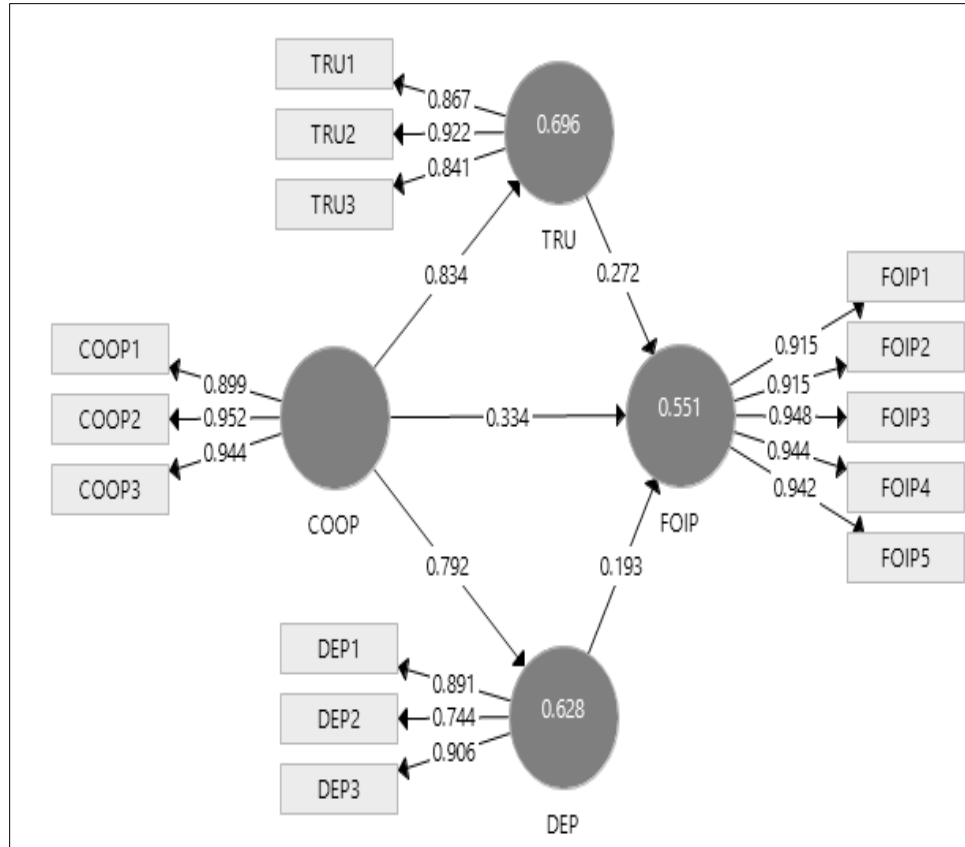 TRU1
0.867
TRU2
0.922
TRU3
0.841
0.696
TRU
0.834
0.272
COOP1
0.899
COOP2
0.952
COOP3
0.944
COOP
0.334
0.551
FOIP
FOIP1
0.915
FOIP2
0.915
FOIP3
0.948
FOIP4
0.944
FOIP5
0.942
0.792
0.193
DEP1
0.891
DEP2
0.744
DEP3
0.906
0.628
DEP